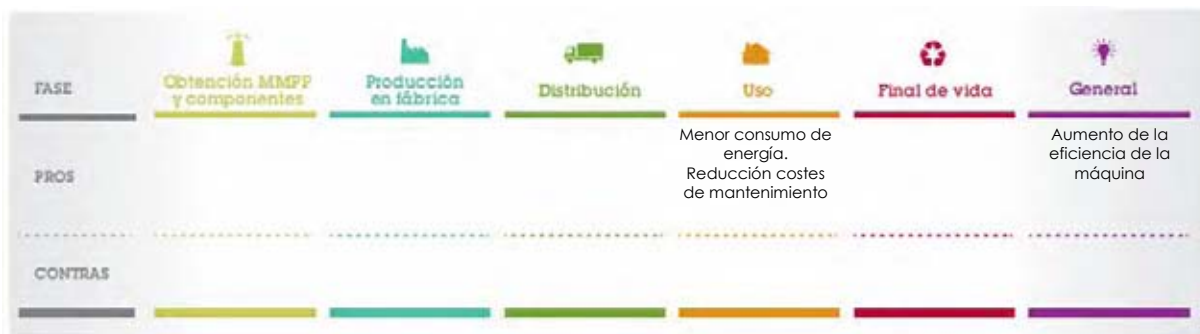 FASE
Obtención MMPP
y componentes
Producción
en fábrica
Distribución
Uso
Final de vida
General
PROS
Menor consumo de
energía.
Reducción costes
de mantenimiento
Aumento de la
eficiencia de la
máquina
CONTRAS